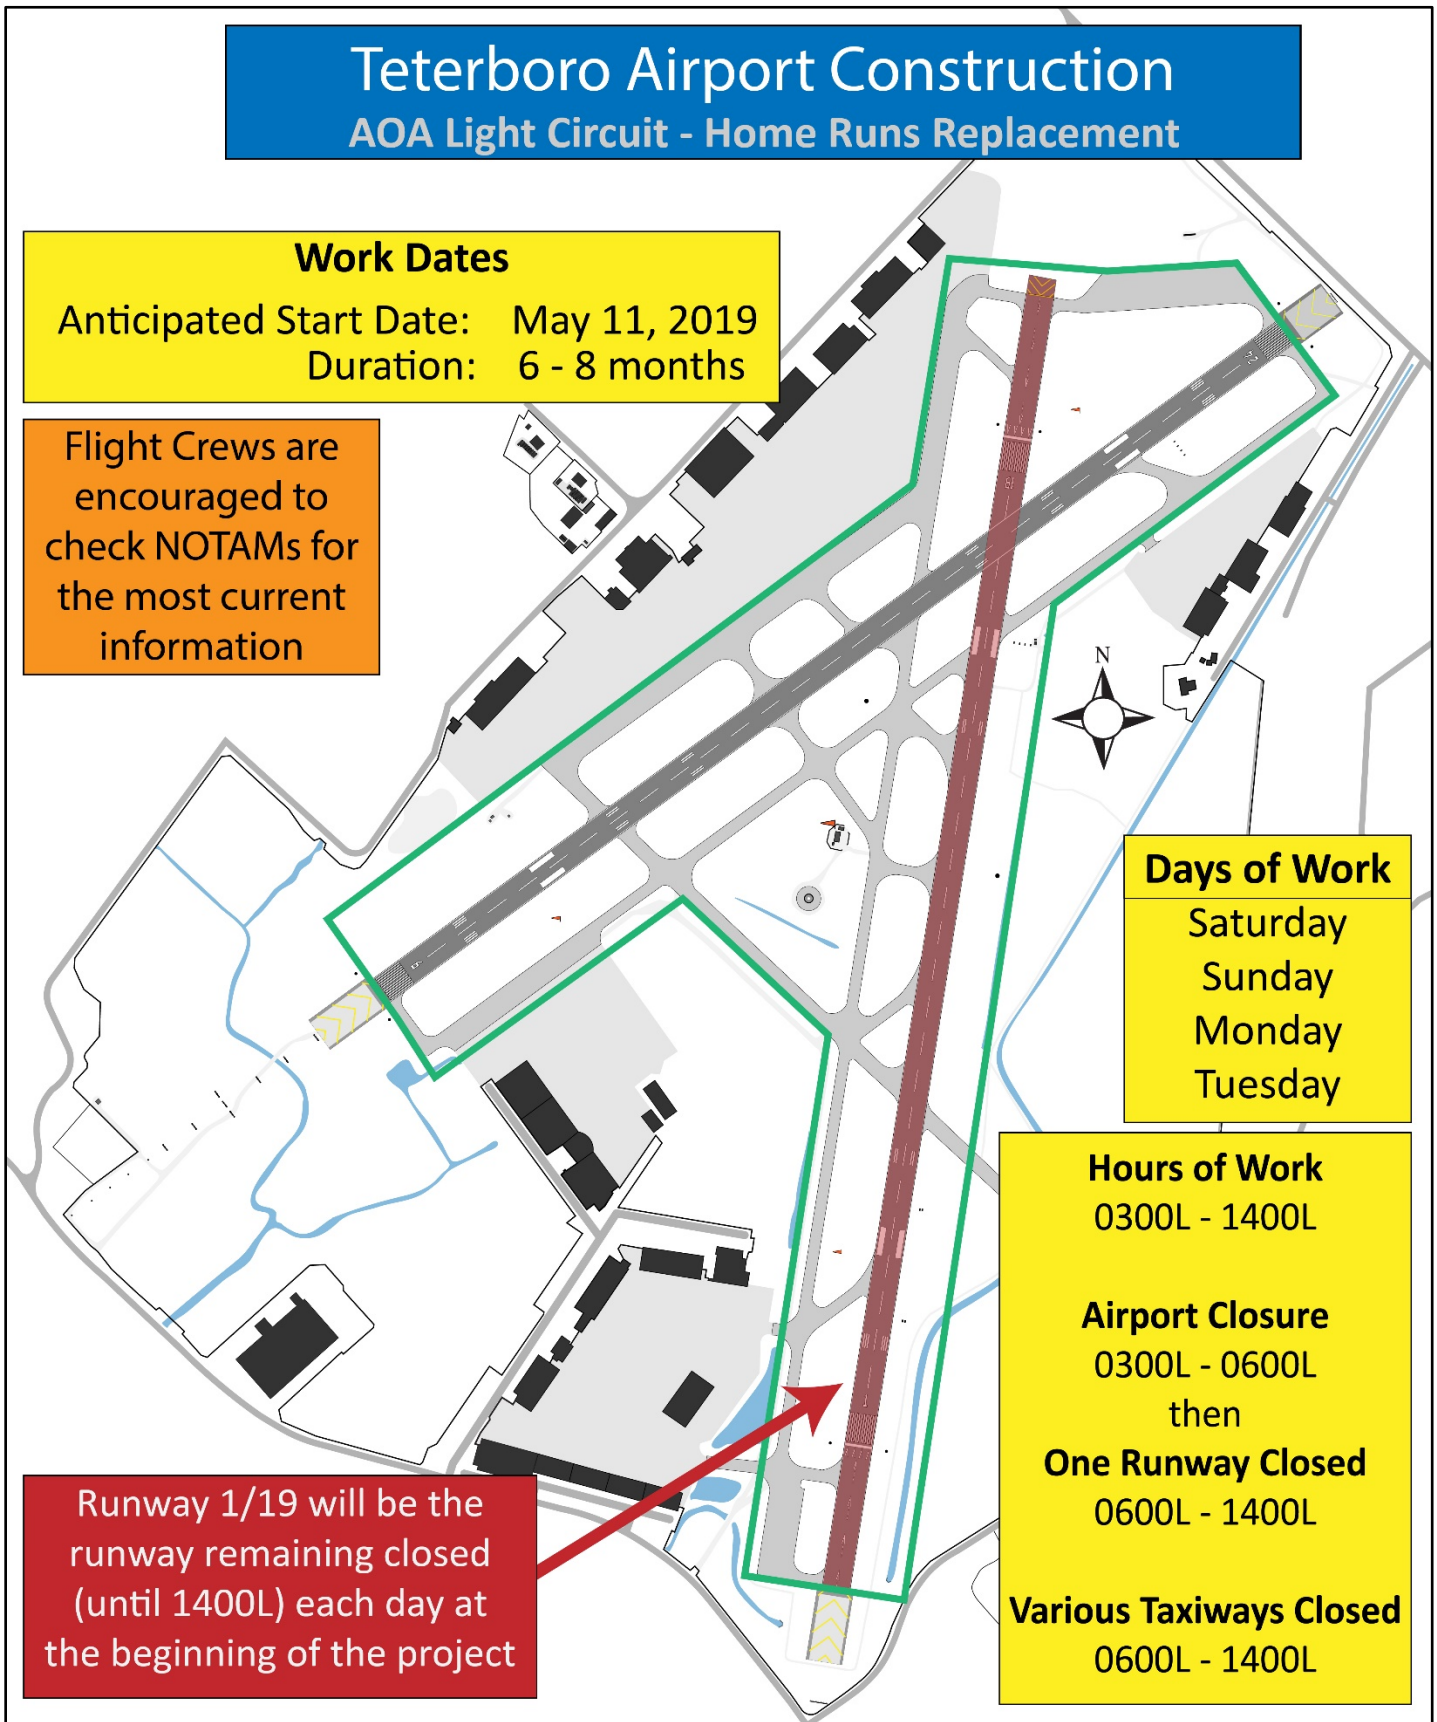 Teterboro Airport Construction
AOA Light Circuit - Home Runs Replacement
Work Dates
Anticipated Start Date: May 11, 2019
Duration: 6 - 8 months
Flight Crews are
encouraged to
check NOTAMs for
the most current
information
N
Days of Work
Saturday
Sunday
Monday
Tuesday
Hours of Work
0300L - 1400L
Airport Closure
0300L - 0600L
then
One Runway Closed
0600L - 1400L
Various Taxiways Closed
0600L - 1400L
Runway 1/19 will be the
runway remaining closed
(until 1400L) each day at
the beginning of the project